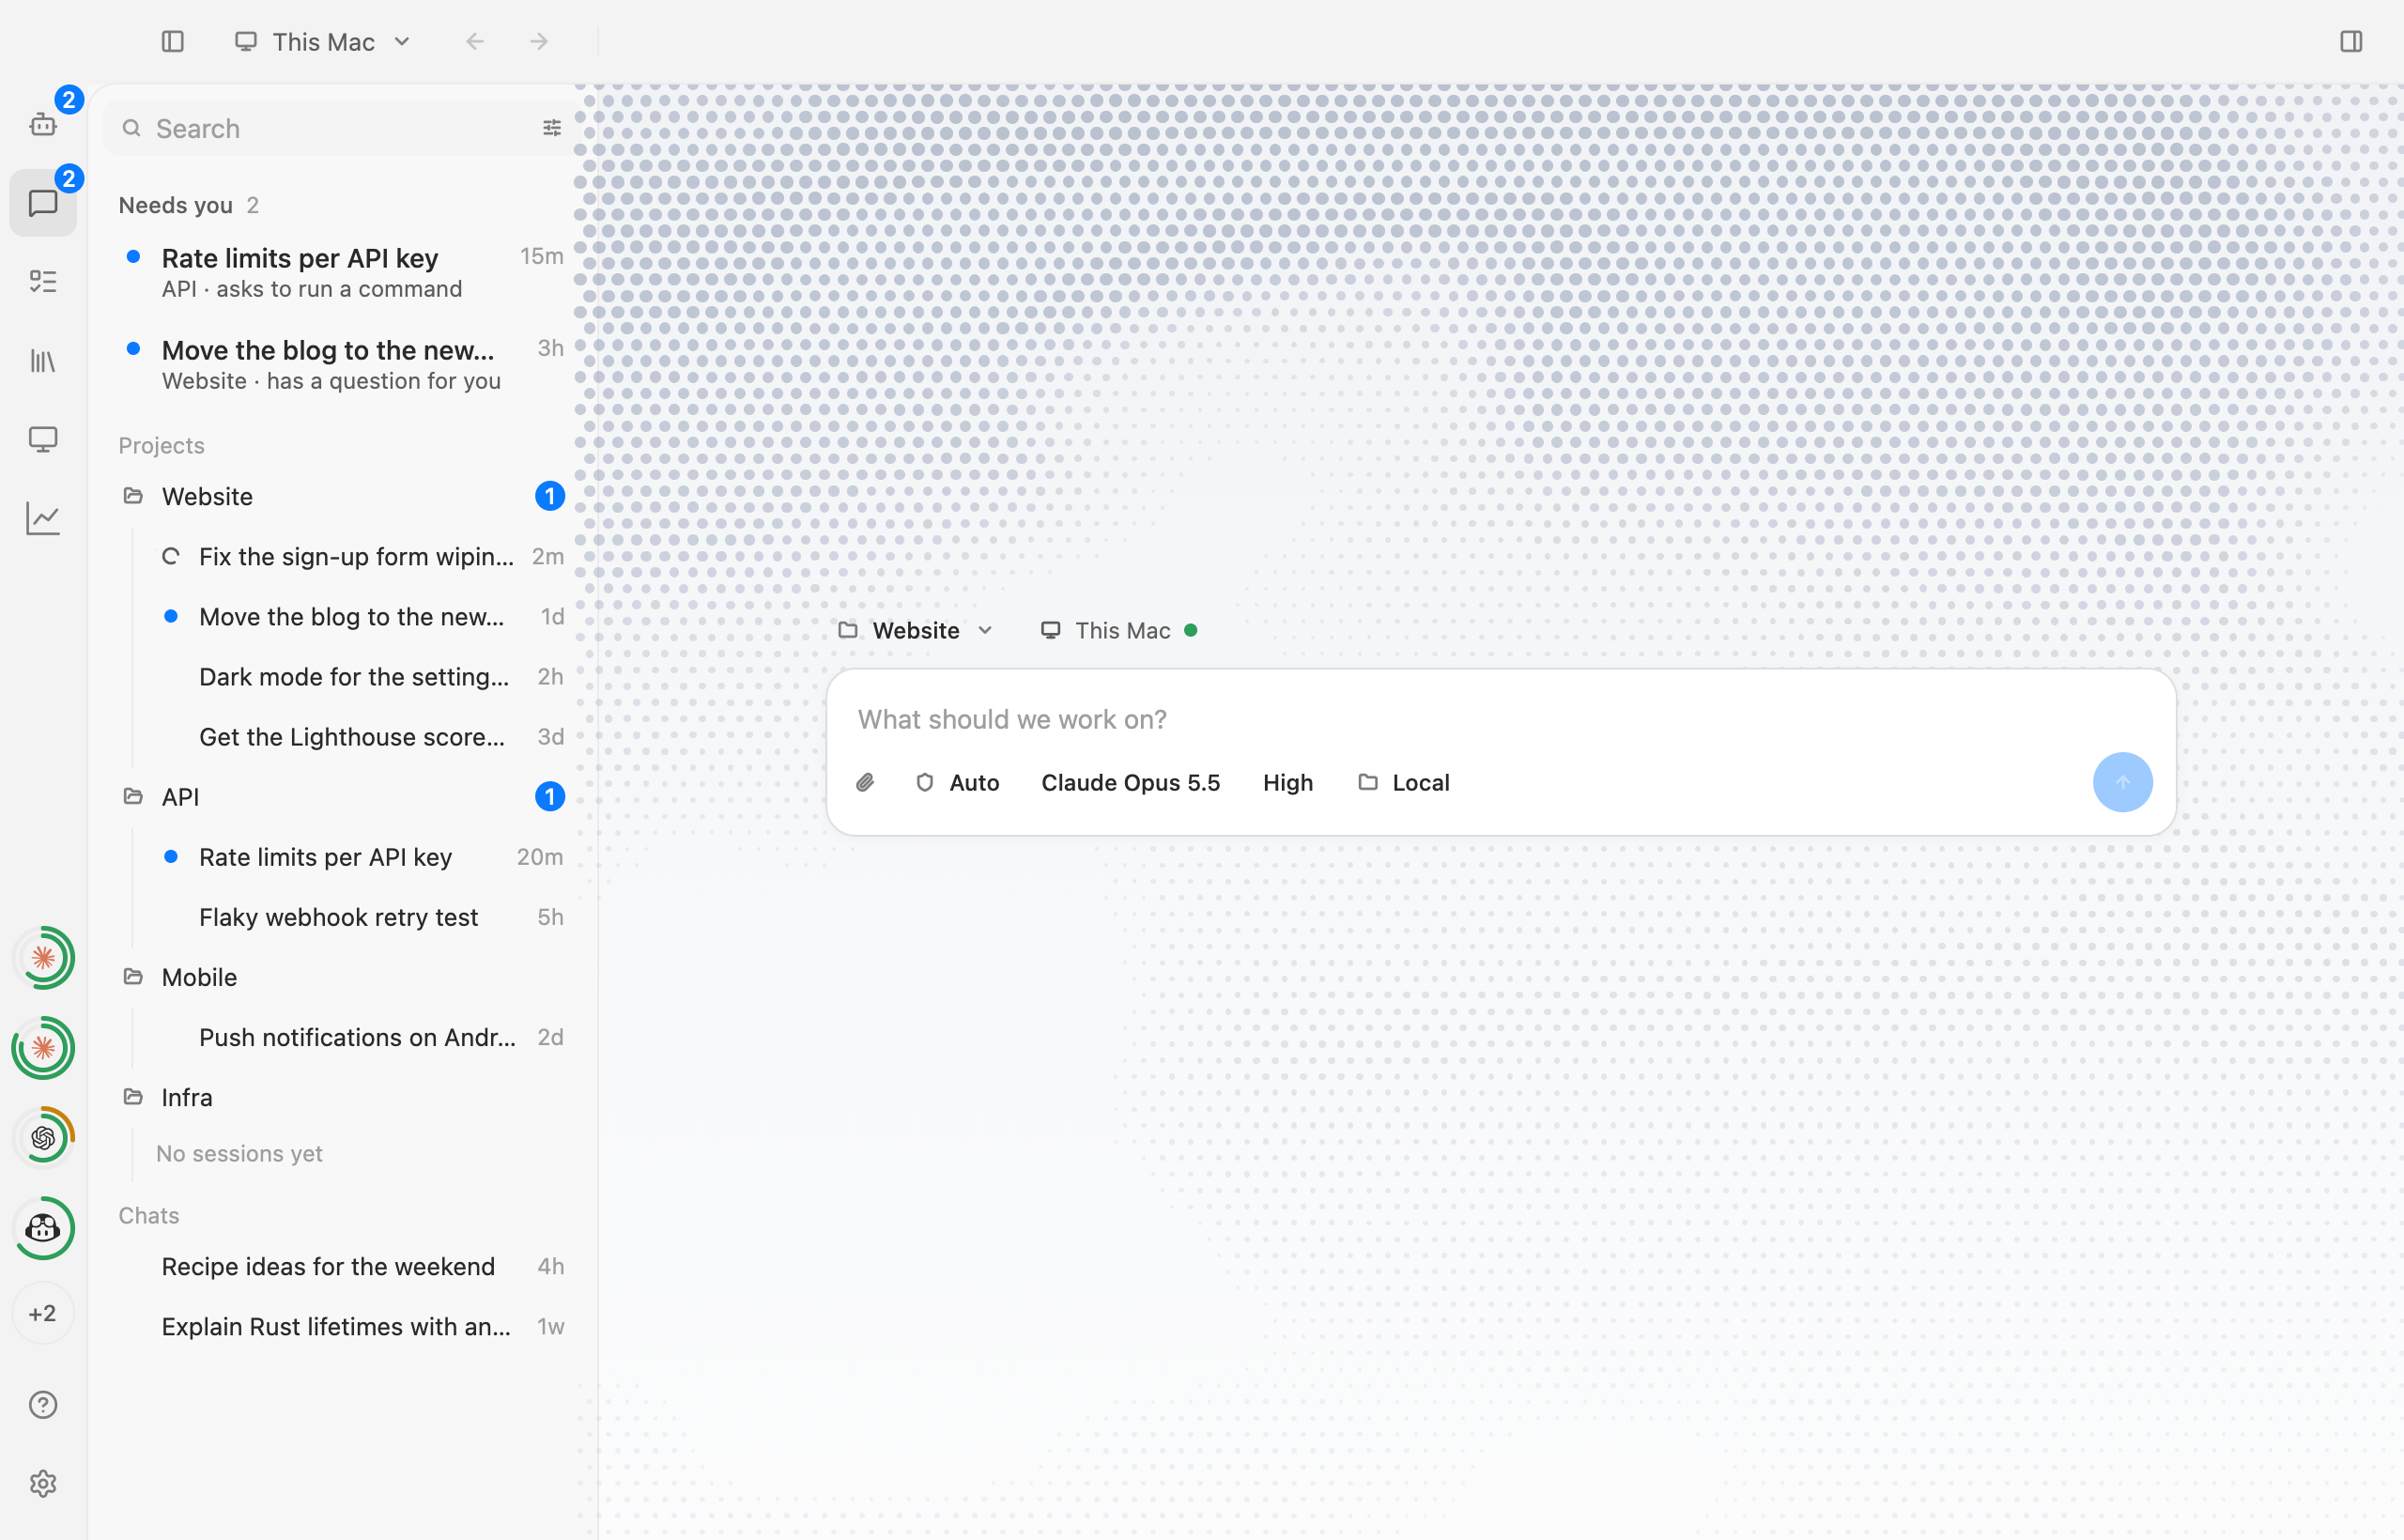 This Mac
2
Search
2
Needs you 2
Rate limits per API key 15m
API · asks to run a command
Move the blog to the new... 3h
Website · has a question for you
Projects
Website 1
Fix the sign-up form wipin... 2m
Move the blog to the new... 1d
Dark mode for the setting... 2h
Get the Lighthouse score... 3d
API 1
Rate limits per API key 20m
Flaky webhook retry test 5h
Mobile
Push notifications on Andr... 2d
Infra
No sessions yet
Chats
Recipe ideas for the weekend 4h
+2
Explain Rust lifetimes with an... 1w
Website This Mac
What should we work on?
Auto Claude Opus 5.5 High Local